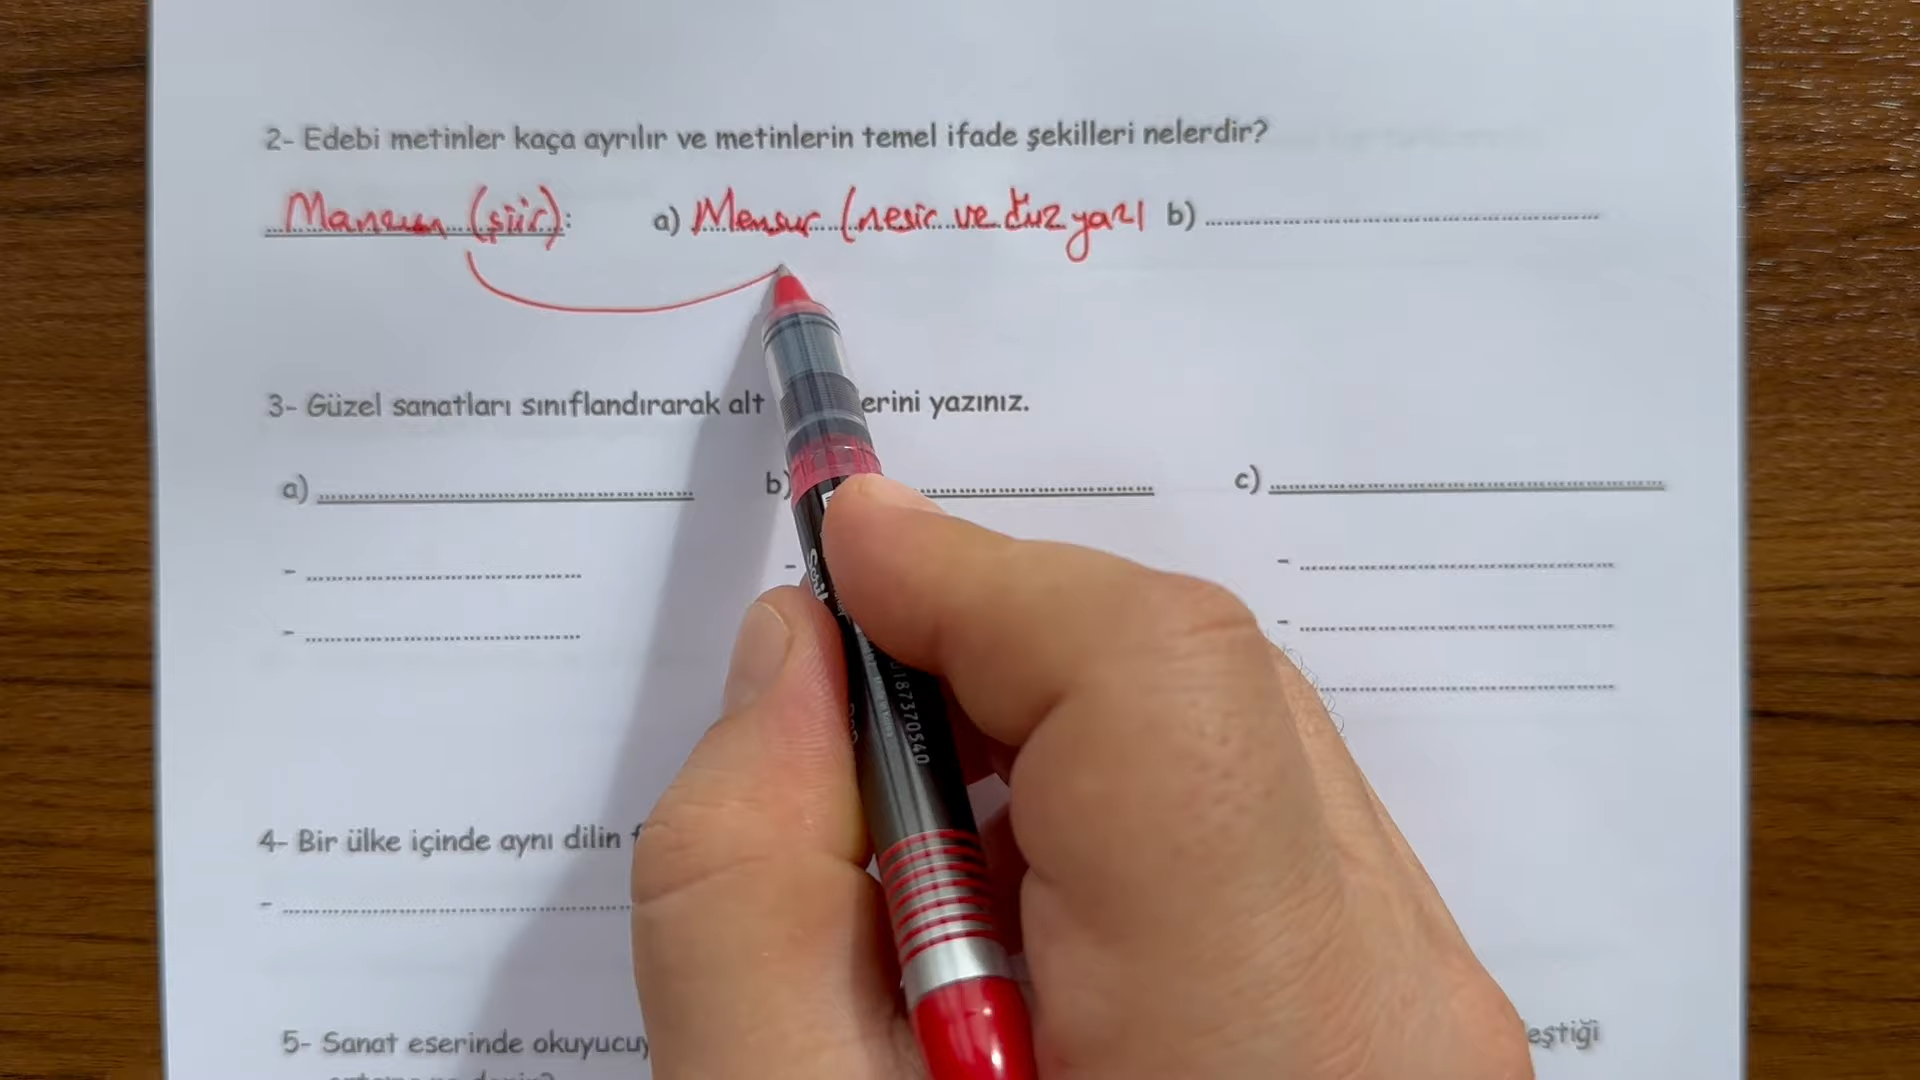 2- Edebi metinler kaça ayrılır ve metinlerin temel ifade şekilleri nelerdir?
Manzum (şiir): a) Mensur (nesir ve düz yazı b) ....................
3- Güzel sanatları sınıflandırarak alt erini yazınız.
a) .................... b) .................... c) ....................
- .................... - - ....................
- .................... - ....................
....................
4- Bir ülke içinde aynı dilin
- ....................
5- Sanat eserinde okuyucu eştiği
0187370540